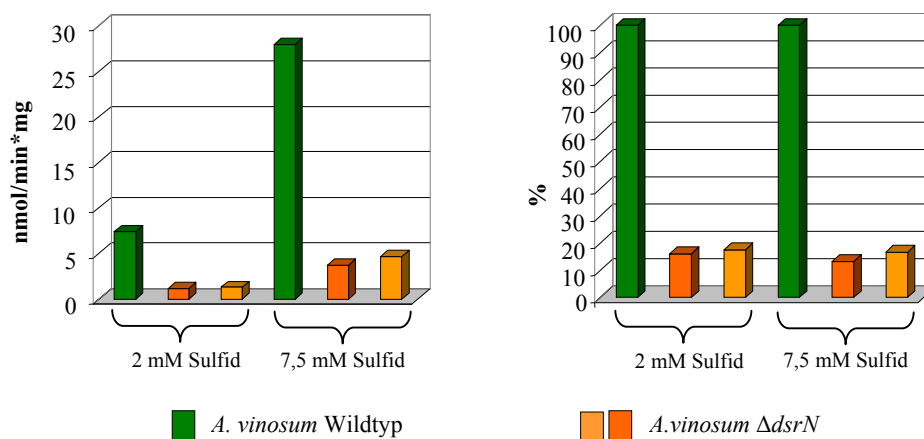 30
25
20
15
10
5
0
nmol/min*mg
2 mM Sulfid
7,5 mM Sulfid
100
90
80
70
60
50
40
30
20
10
0
%
2 mM Sulfid
7,5 mM Sulfid
A. vinosum Wildtyp
A.vinosum ΔdsrN